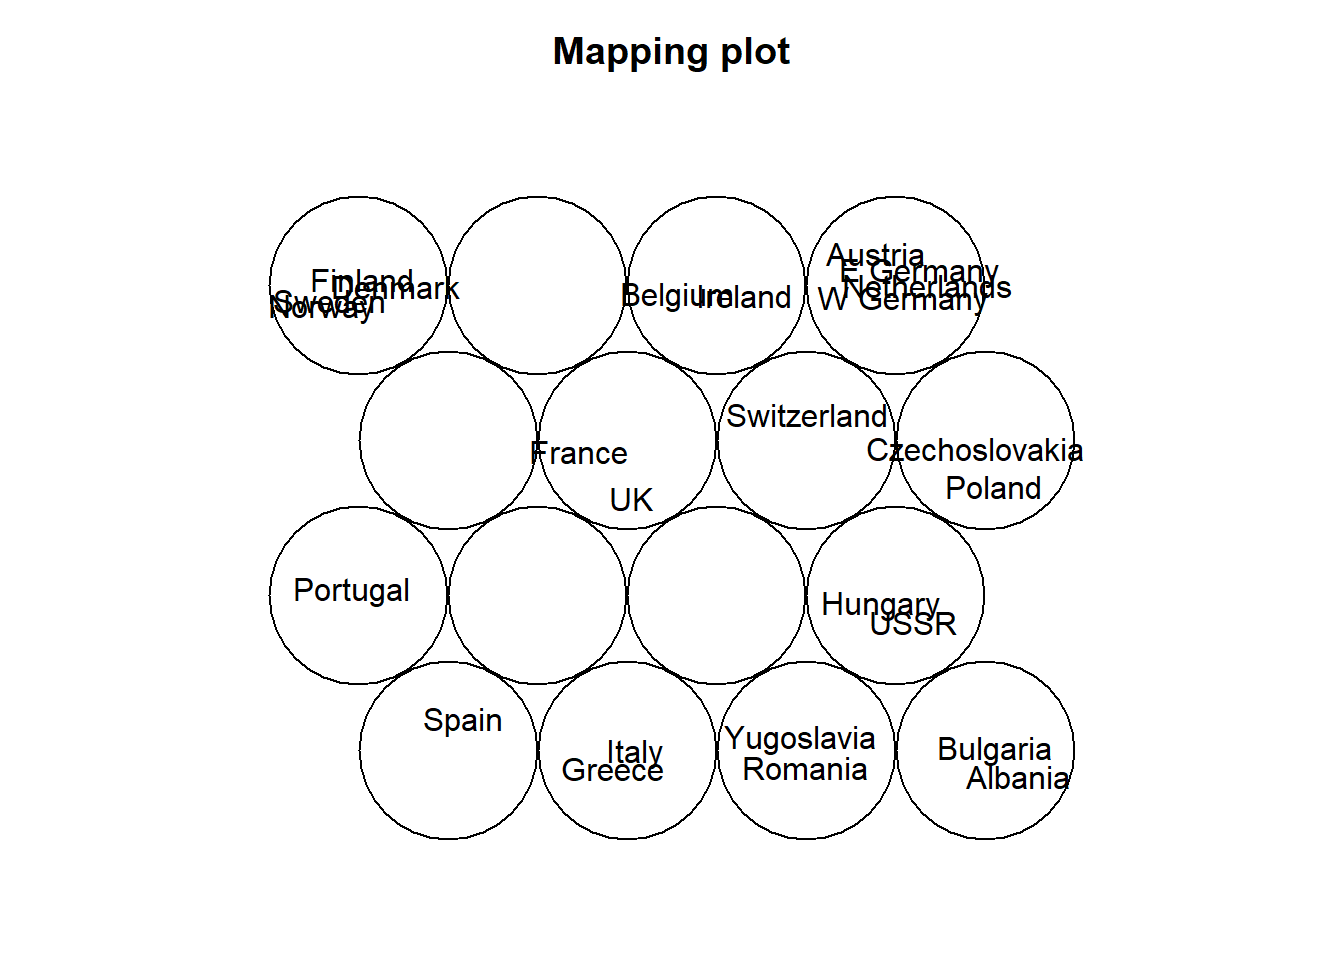 Mapping plot
Austria
E Germany
Finland
Denmark
Netherlands
Belgium
Ireland
W Germany
Sweden
Norway
Switzerland
Czechoslovakia
France
Poland
UK
Portugal
Hungary
USSR
Spain
Yugoslavia
Bulgaria
Italy
Romania
Greece
Albania